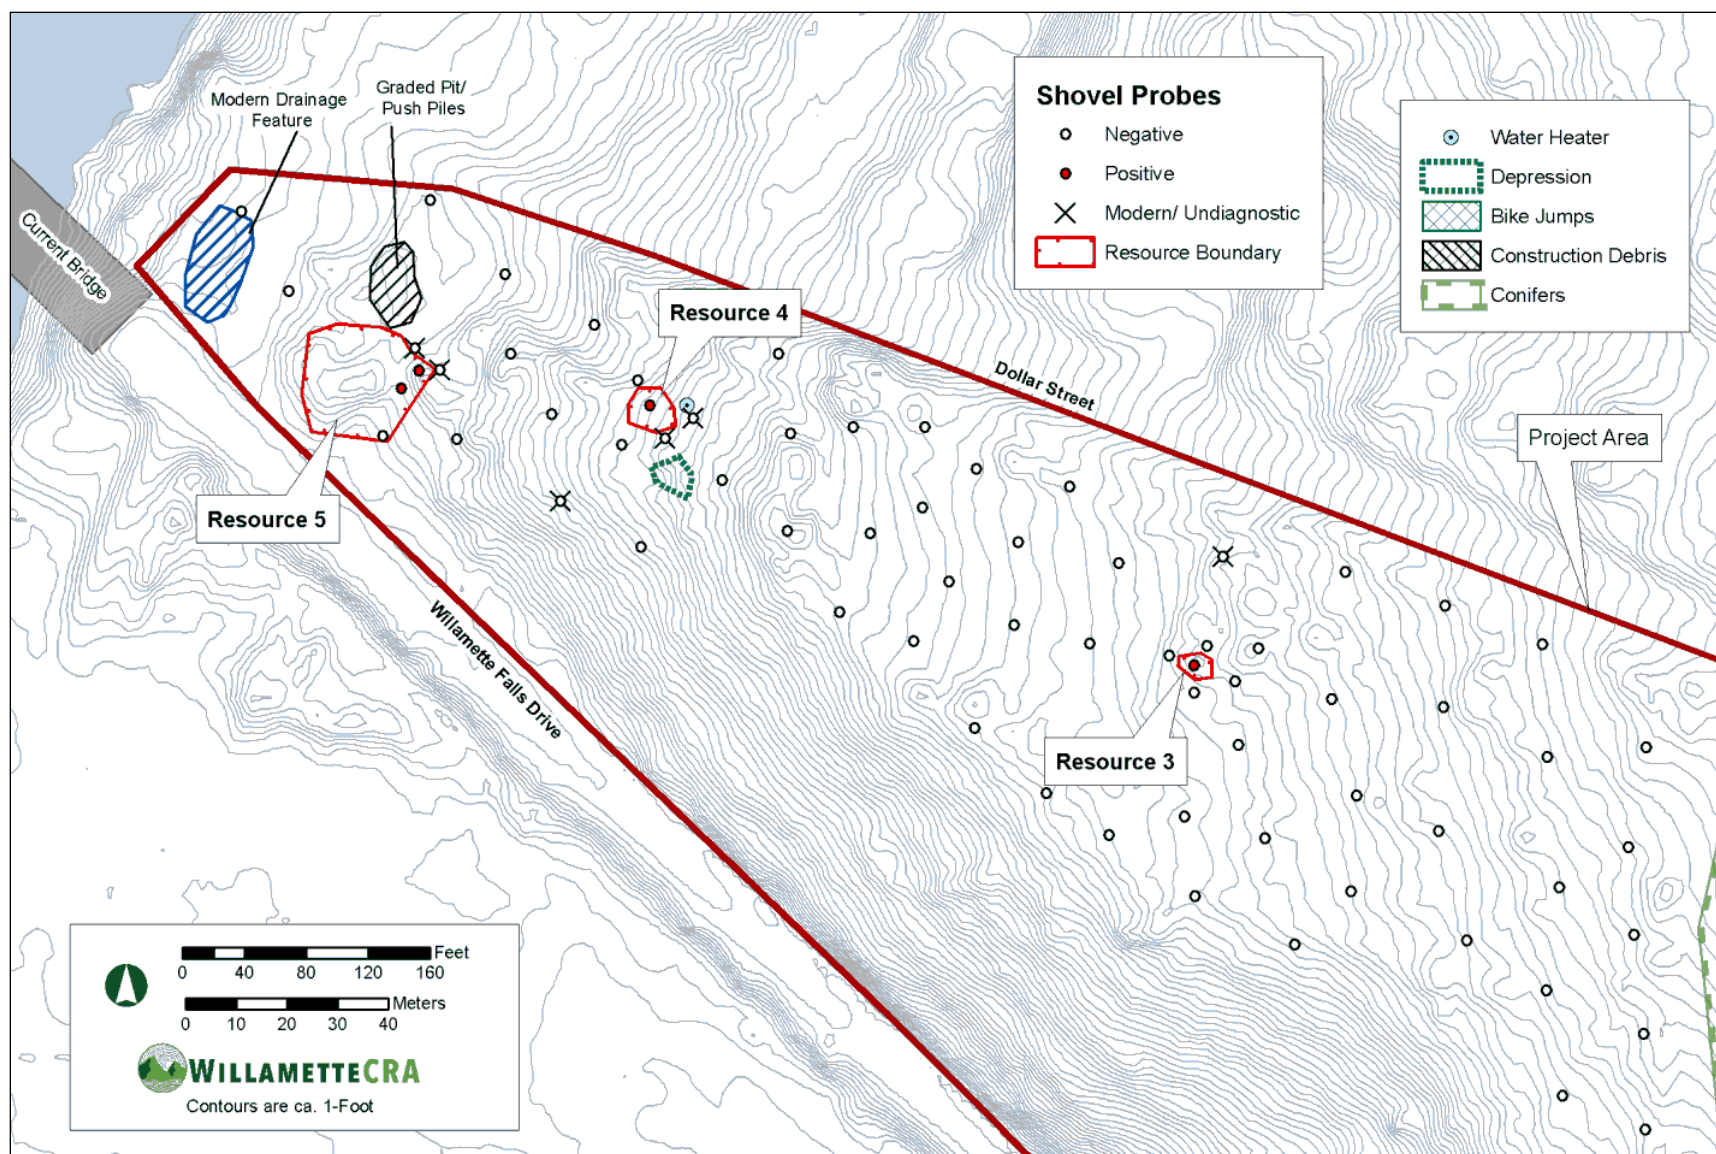 Modern Drainage
Feature
Graded Pit/
Push Piles
Current Bridge
Shovel Probes
Negative
Positive
Modern/ Undiagnostic
Resource Boundary
Water Heater
Depression
Bike Jumps
Construction Debris
Conifers
Resource 4
Dollar Street
Project Area
Resource 5
Willamette Falls Drive
Resource 3
Feet
0 40 80 120 160
Meters
0 10 20 30 40
WILLAMETTECRA
Contours are ca. 1-Foot